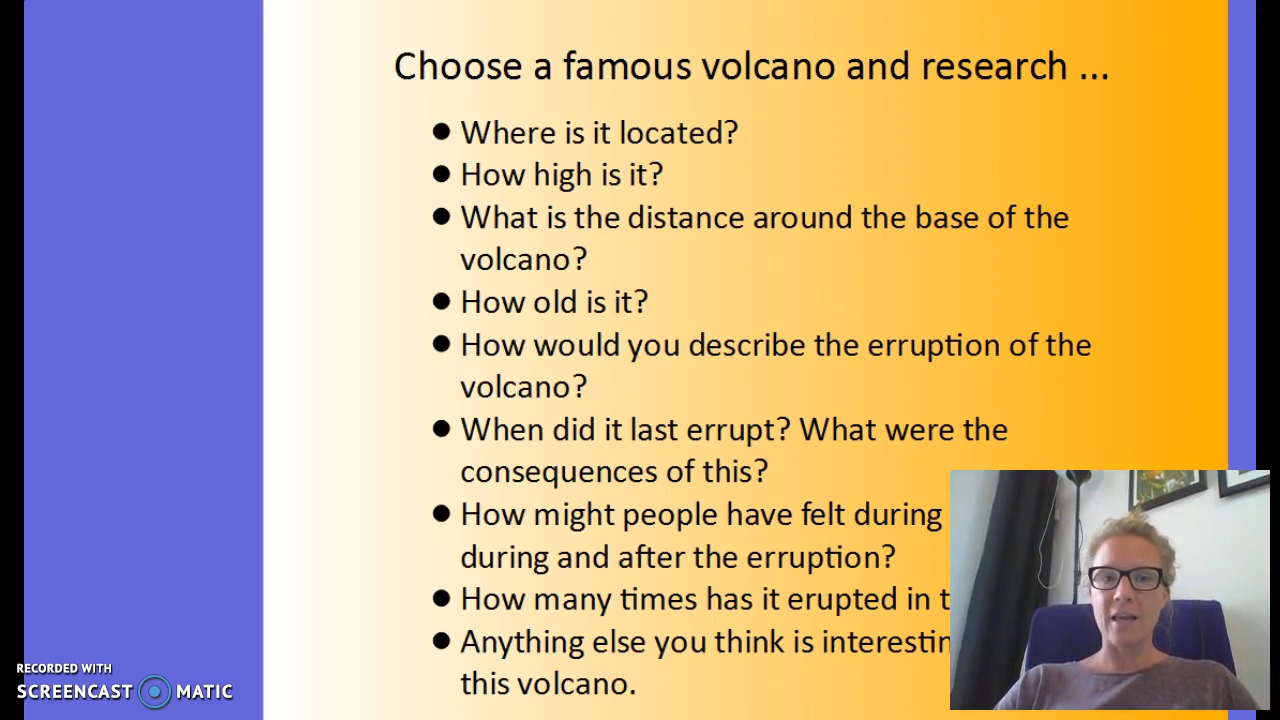 Choose a famous volcano and research ...
● Where is it located?
● How high is it?
● What is the distance around the base of the
volcano?
● How old is it?
● How would you describe the erruption of the
volcano?
● When did it last errupt? What were the
consequences of this?
● How might people have felt during
during and after the erruption?
● How many times has it erupted in
● Anything else you think is
this volcano.
RECORDED WITH
SCREENCAST MATIC